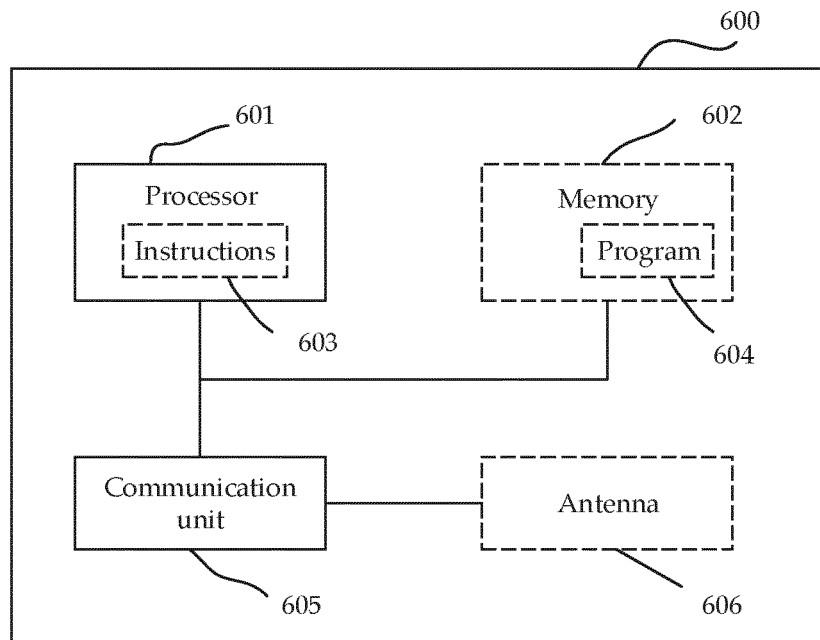 600
601
602
Processor
Memory
Instructions
Program
603
604
Communication
unit
Antenna
605
606